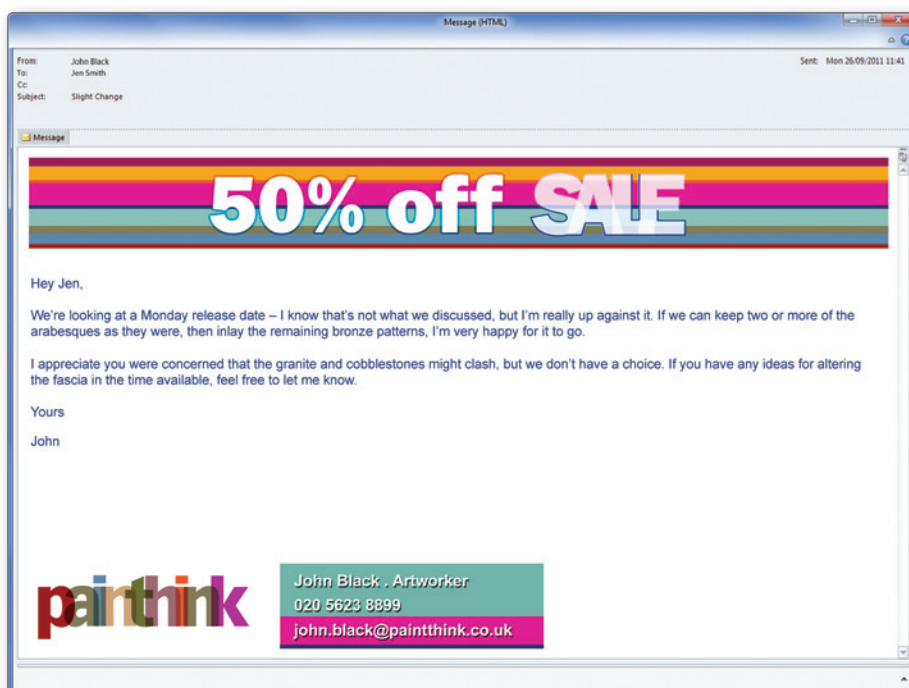 Message (HTML)
From: John Black
Sent: Mon 26/09/2011 11:41
To: Jen Smith
Cc:
Subject: Slight Change
Message
50% off SALE
Hey Jen,
We're looking at a Monday release date – I know that's not what we discussed, but I'm really up against it. If we can keep two or more of the
arabesques as they were, then inlay the remaining bronze patterns, I'm very happy for it to go.
I appreciate you were concerned that the granite and cobblestones might clash, but we don't have a choice. If you have any ideas for altering
the fascia in the time available, feel free to let me know.
Yours
John
painthink
John Black . Artworker
020 5623 8899
john.black@paintthink.co.uk